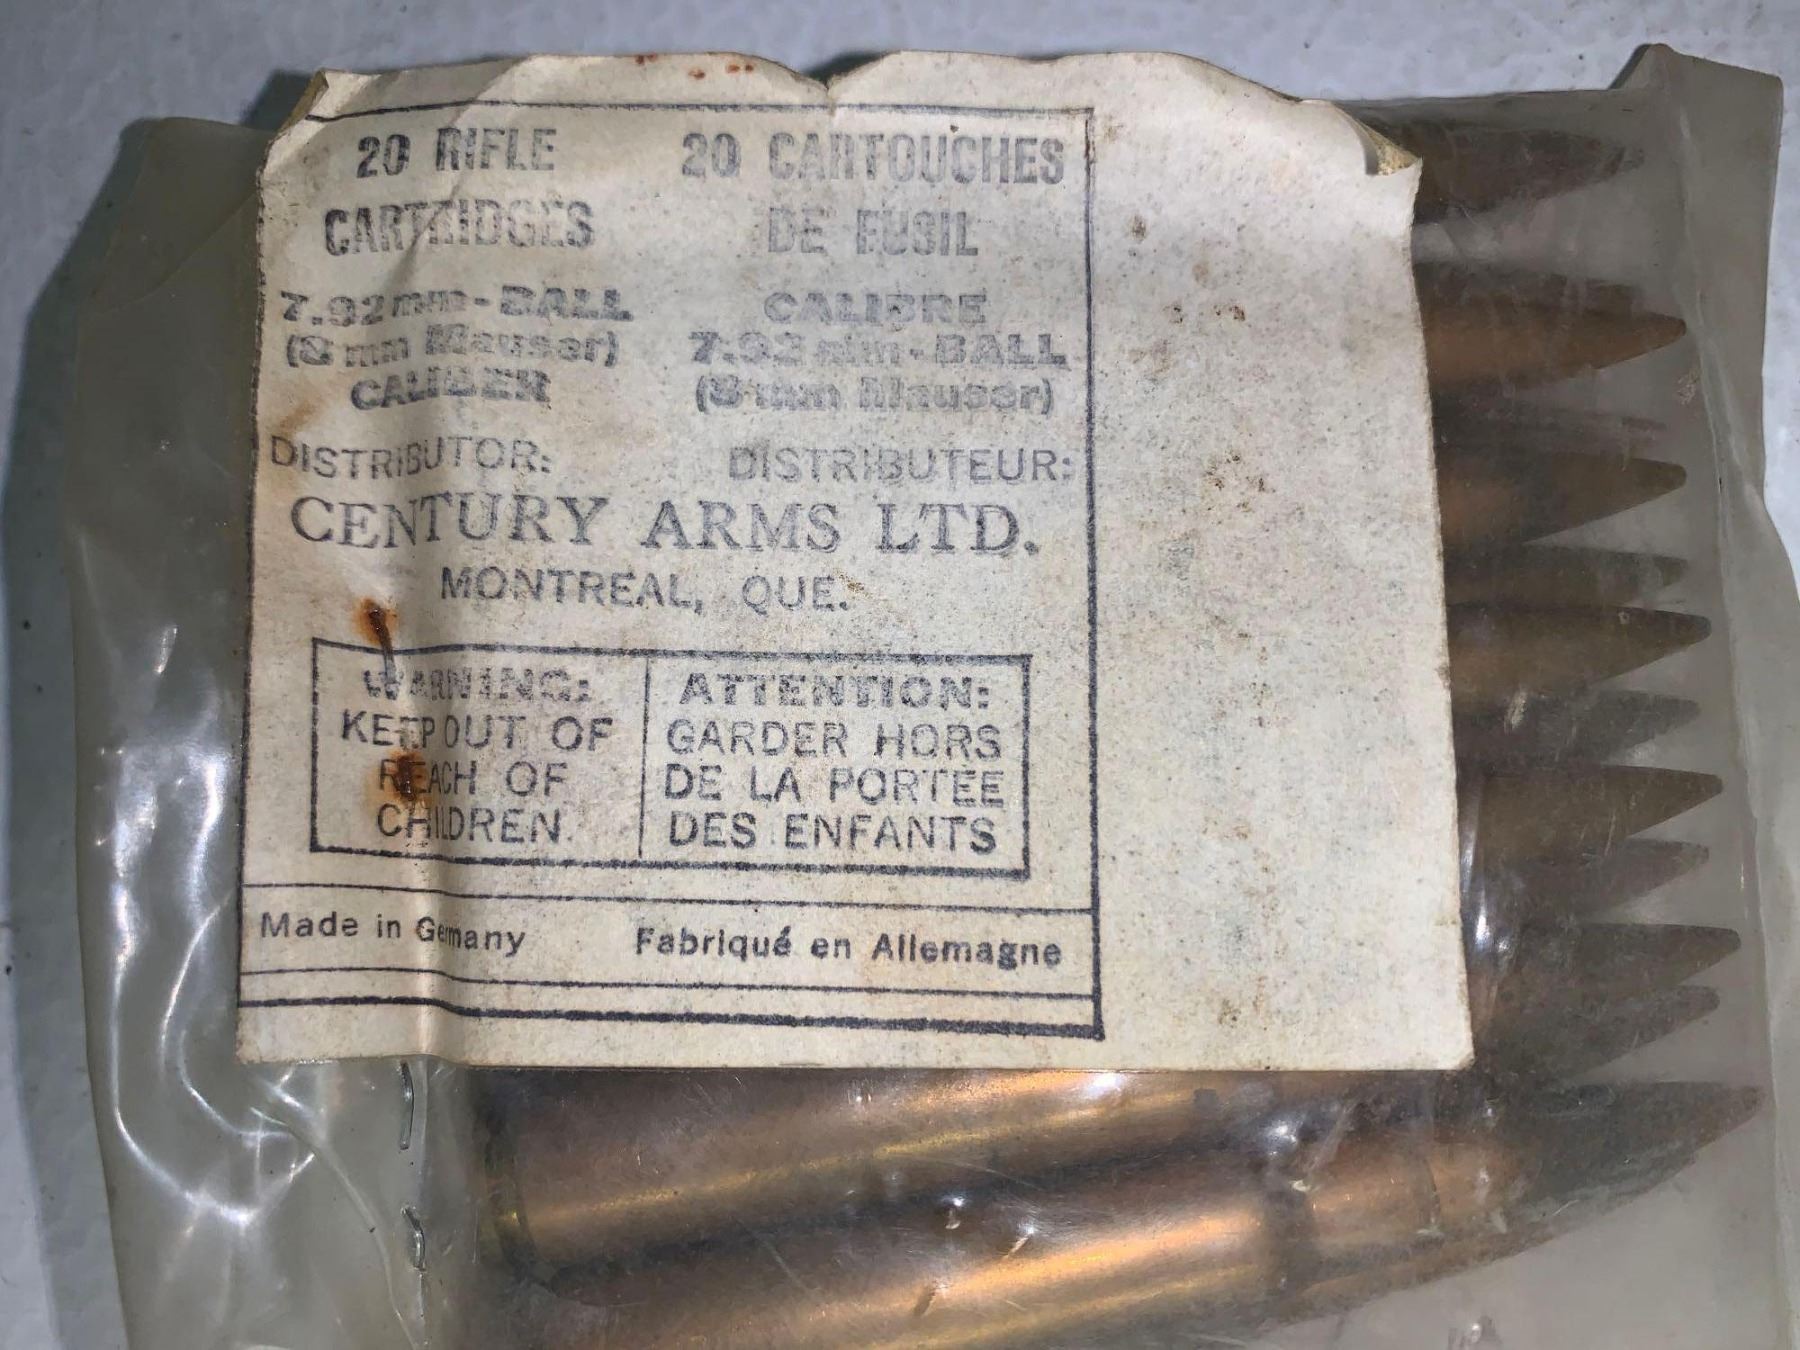 20 RIFLE
CARTRIDGES
7.92mm-BALL
(8 mm Mauser)
CALIBER
20 CARTOUCHES
DE FUSIL
CALIBRE
7.92 mm-BALL
(8 mm Mauser)
DISTRIBUTOR: DISTRIBUTEUR:
CENTURY ARMS LTD.
MONTREAL, QUE.
WARNING:
KEEP OUT OF
REACH OF
CHILDREN.
ATTENTION:
GARDER HORS
DE LA PORTÉE
DES ENFANTS
Made in Germany Fabriqué en Allemagne